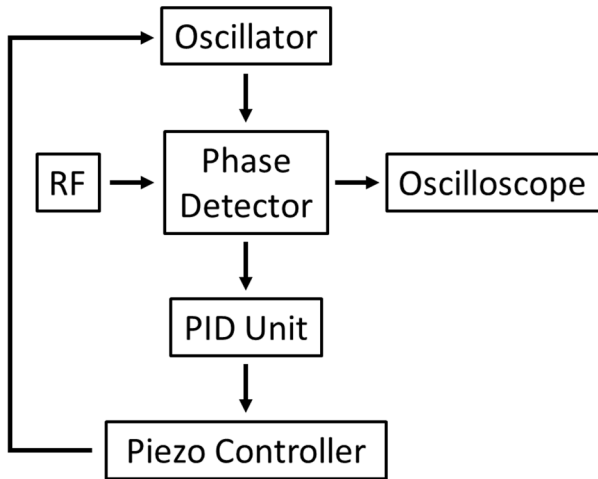 Oscillator
RF
Phase
Detector
Oscilloscope
PID Unit
Piezo Controller